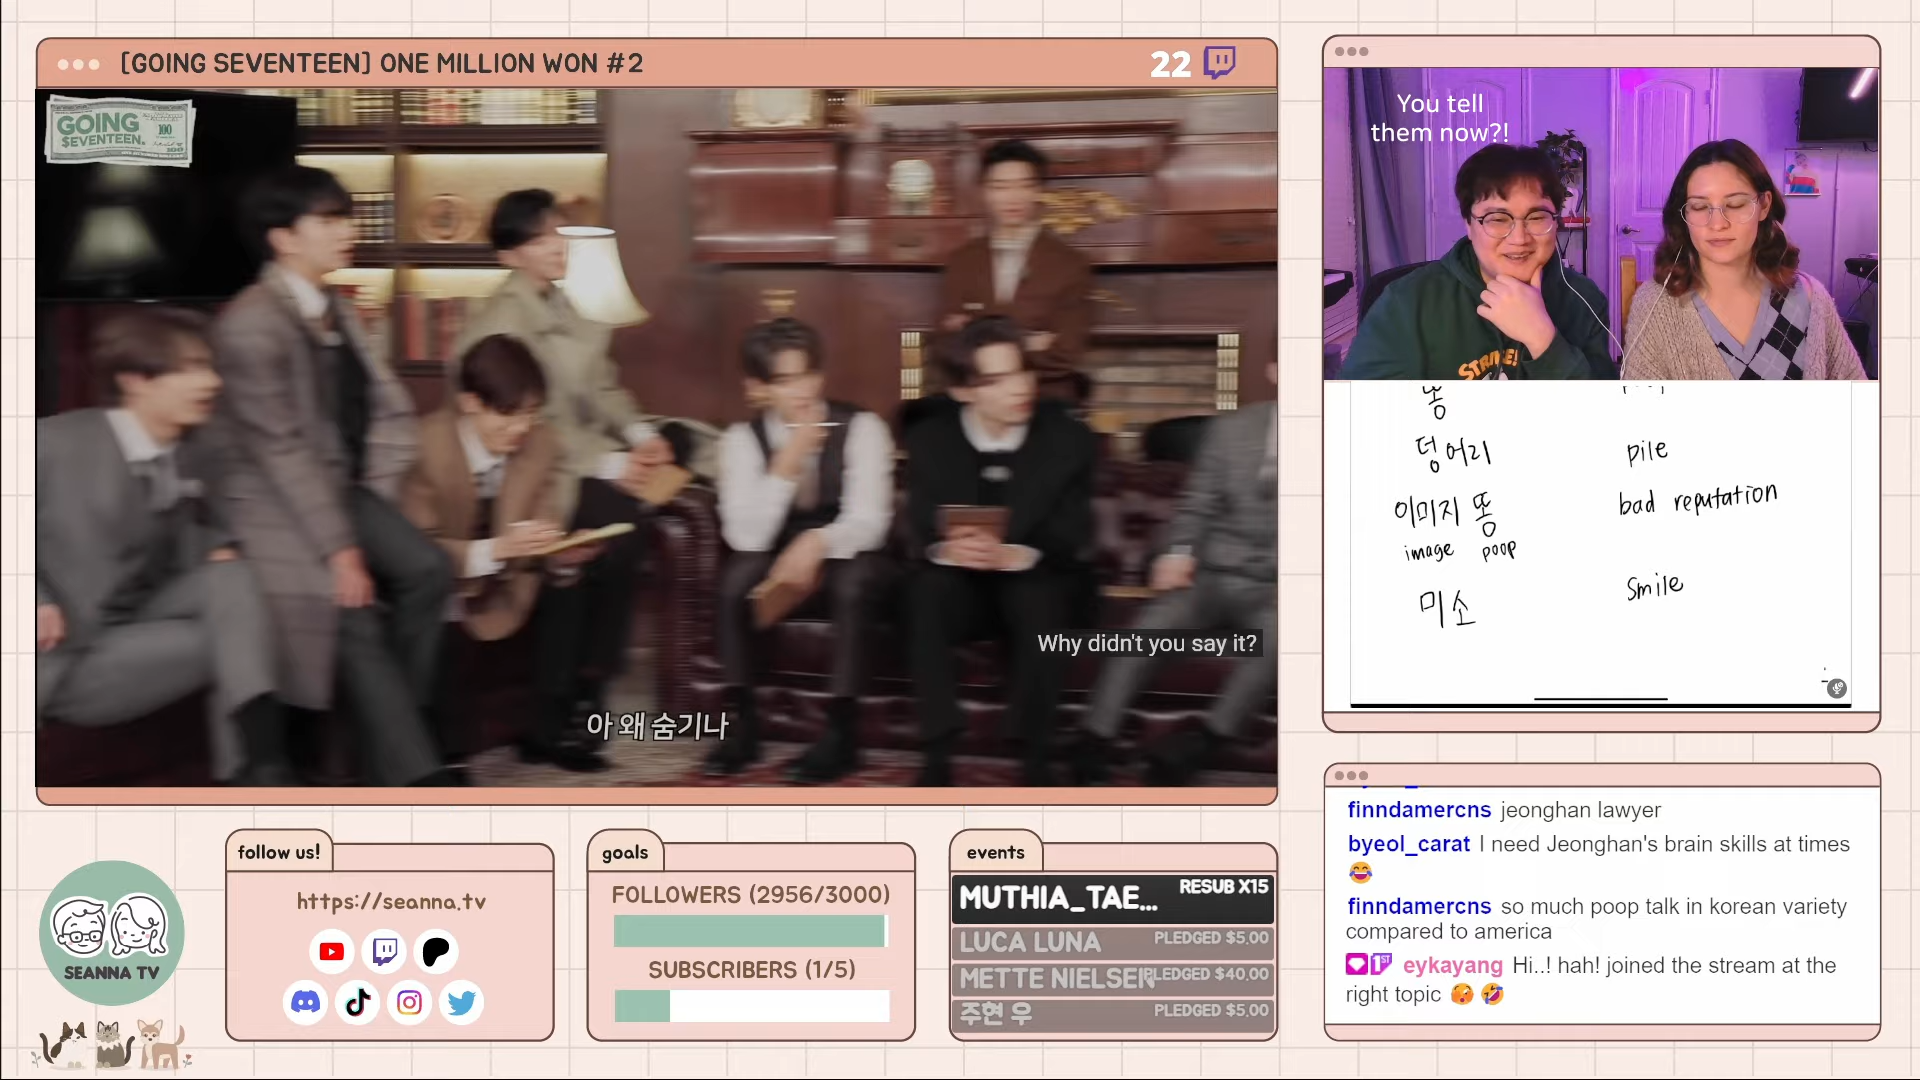 [GOING SEVENTEEN] ONE MILLION WON #2
22
GOING
$EVENTEEN.
100
Why didn't you say it?
아 왜 숨기나
You tell
them now?!
똥
덩어리 pile
이미지 똥 bad reputation
image poop
미소 smile
finndamercns jeonghan lawyer
byeol_carat I need Jeonghan's brain skills at times
😂
finndamercns so much poop talk in korean variety
compared to america
eykayang Hi..! hah! joined the stream at the
right topic 🥵 🤣
follow us!
https://seanna.tv
goals
FOLLOWERS (2956/3000)
SUBSCRIBERS (1/5)
events
MUTHIA_TAE... RESUB X15
LUCA LUNA PLEDGED $5.00
METTE NIELSEN PLEDGED $40.00
주현 우 PLEDGED $5.00
SEANNA TV